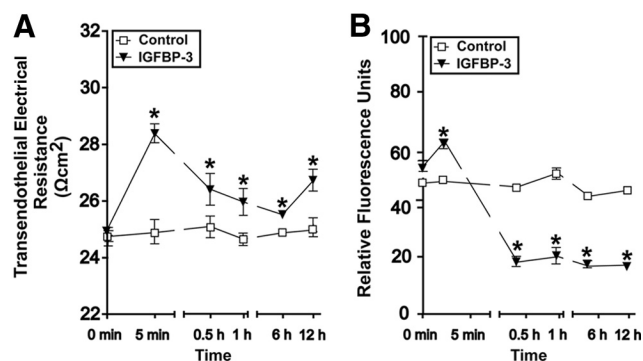 A
Control
IGFBP-3
Transendothelial Electrical
Resistance
(Ωcm²)
32
28
26
24
22
*
*
*
*
*
0 min
5 min
0.5 h
1 h
6 h
12 h
Time
B
Control
IGFBP-3
Relative Fluorescence Units
100
80
60
40
20
0
*
*
*
*
*
0 min
5 min
0.5 h
1 h
6 h
12 h
Time